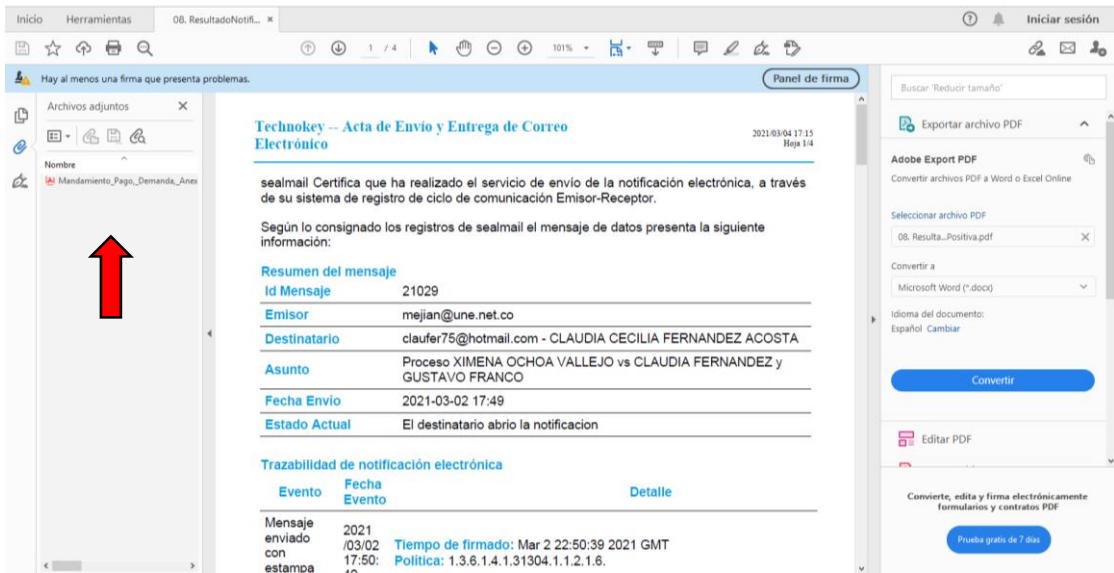 Inicio Herramientas 08. ResultadoNotifi... × Iniciar sesión
1 / 4 101%
Hay al menos una firma que presenta problemas. Panel de firma
Archivos adjuntos ×
Nombre
Mandamiento_Pago,_Demanda,_Anex
Technokey -- Acta de Envío y Entrega de Correo
Electrónico
2021/03/04 17:15
Hoja 1/4
sealmail Certifica que ha realizado el servicio de envío de la notificación electrónica, a través
de su sistema de registro de ciclo de comunicación Emisor-Receptor.
Según lo consignado los registros de sealmail el mensaje de datos presenta la siguiente
información:
Resumen del mensaje
Id Mensaje 21029
Emisor mejian@une.net.co
Destinatario claufer75@hotmail.com - CLAUDIA CECILIA FERNANDEZ ACOSTA
Asunto Proceso XIMENA OCHOA VALLEJO vs CLAUDIA FERNANDEZ y
GUSTAVO FRANCO
Fecha Envío 2021-03-02 17:49
Estado Actual El destinatario abrio la notificacion
Trazabilidad de notificación electrónica
Evento Fecha
Evento Detalle
Mensaje
enviado
con
estampa
2021
/03/02
17:50:
Tiempo de firmado: Mar 2 22:50:39 2021 GMT
Política: 1.3.6.1.4.1.31304.1.1.2.1.6.
Buscar 'Reducir tamaño'
Exportar archivo PDF
Adobe Export PDF
Convertir archivos PDF a Word o Excel Online
Seleccionar archivo PDF
08. Resulta...Positiva.pdf ×
Convertir a
Microsoft Word (*.docx)
Idioma del documento:
Español Cambiar
Convertir
Editar PDF
Convierte, edita y firma electrónicamente
formularios y contratos PDF
Prueba gratis de 7 días